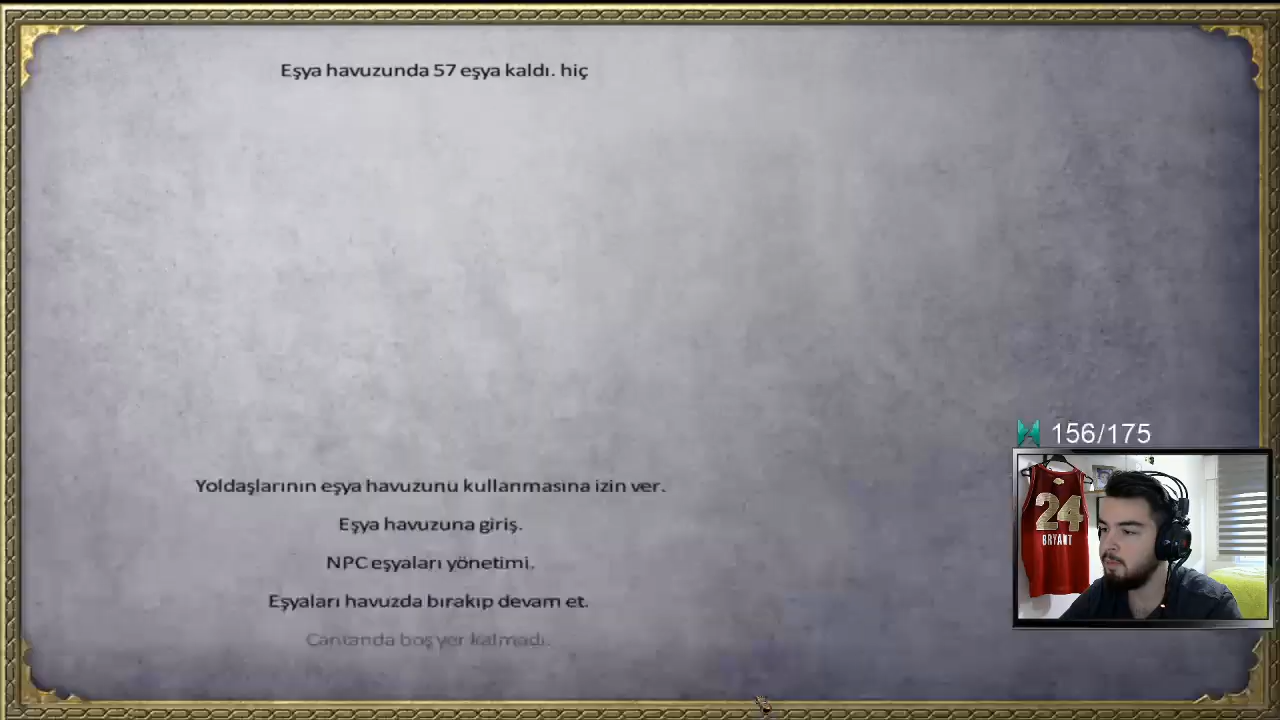 Eşya havuzunda 57 eşya kaldı. hiç
156/175
24
BRYANT
Yoldaşlarının eşya havuzunu kullanmasına izin ver.
Eşya havuzuna giriş.
NPC eşyaları yönetimi.
Eşyaları havuzda bırakıp devam et.
Çantanda boş yer kalmadı.